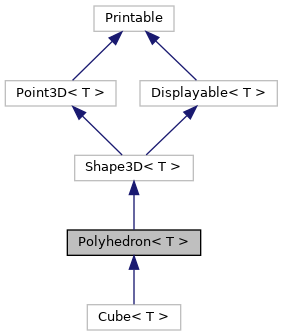 Printable
Point3D< T >
Displayable< T >
Shape3D< T >
Polyhedron< T >
Cube< T >